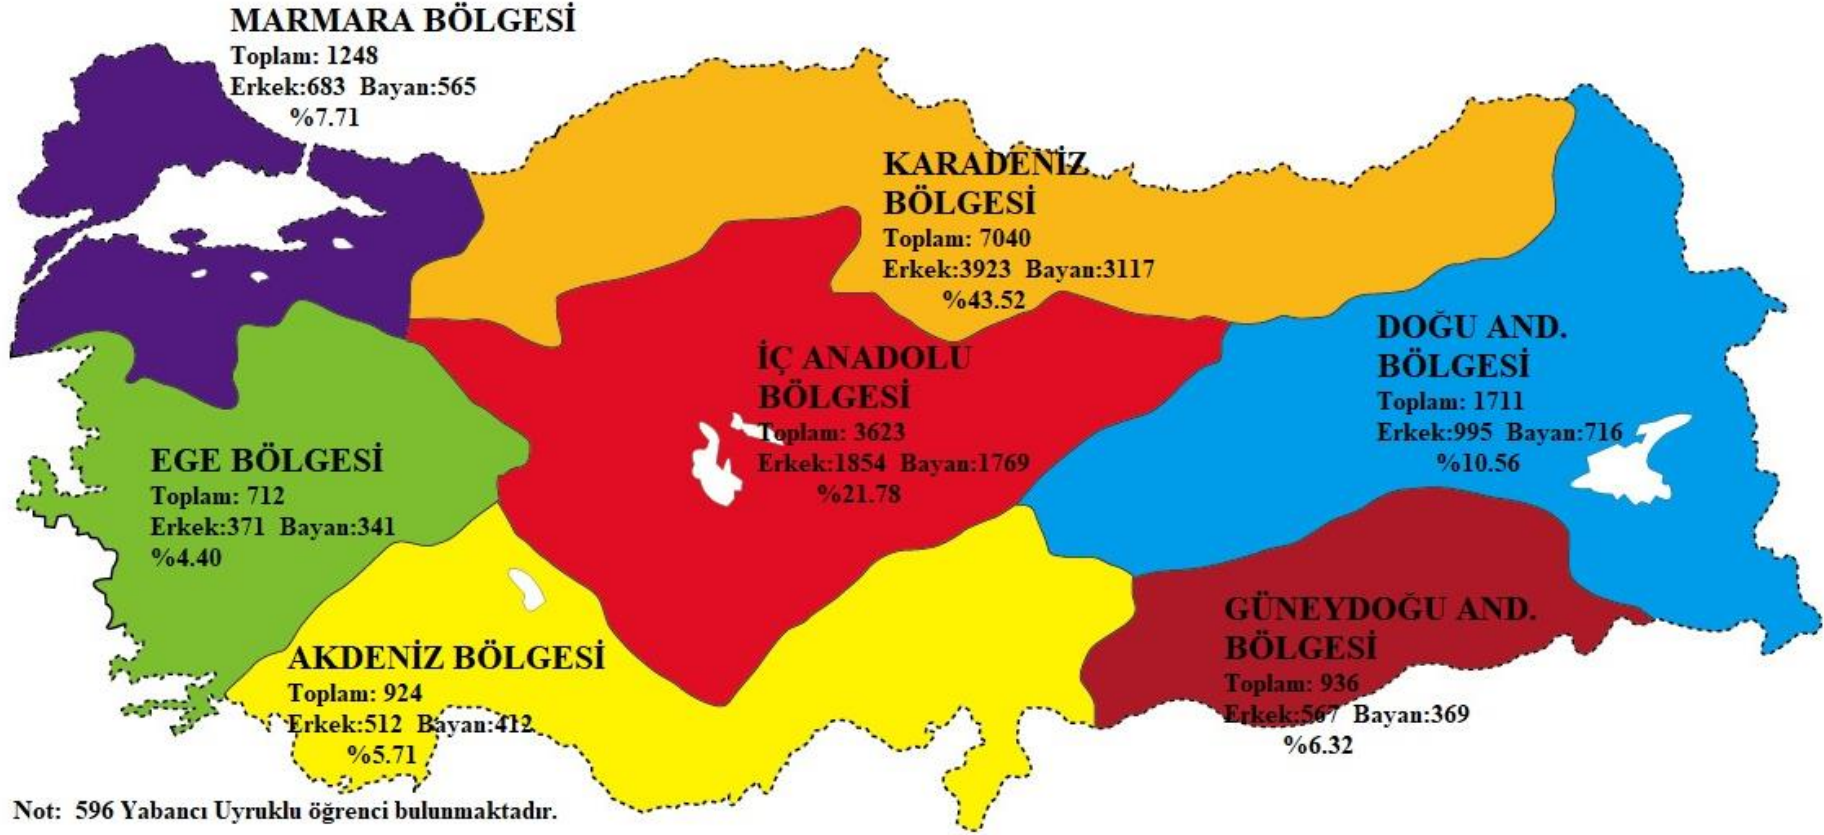 MARMARA BÖLGESİ
Toplam: 1248
Erkek:683 Bayan:565
%7.71
KARADENİZ
BÖLGESİ
Toplam: 7040
Erkek:3923 Bayan:3117
%43.52
DOĞU AND.
BÖLGESİ
Toplam: 1711
Erkek:995 Bayan:716
%10.56
İÇ ANADOLU
BÖLGESİ
Toplam: 3623
Erkek:1854 Bayan:1769
%21.78
EGE BÖLGESİ
Toplam: 712
Erkek:371 Bayan:341
%4.40
GÜNEYDOĞU AND.
BÖLGESİ
Toplam: 936
Erkek:567 Bayan:369
%6.32
AKDENİZ BÖLGESİ
Toplam: 924
Erkek:512 Bayan:412
%5.71
Not: 596 Yabancı Uyruklu öğrenci bulunmaktadır.